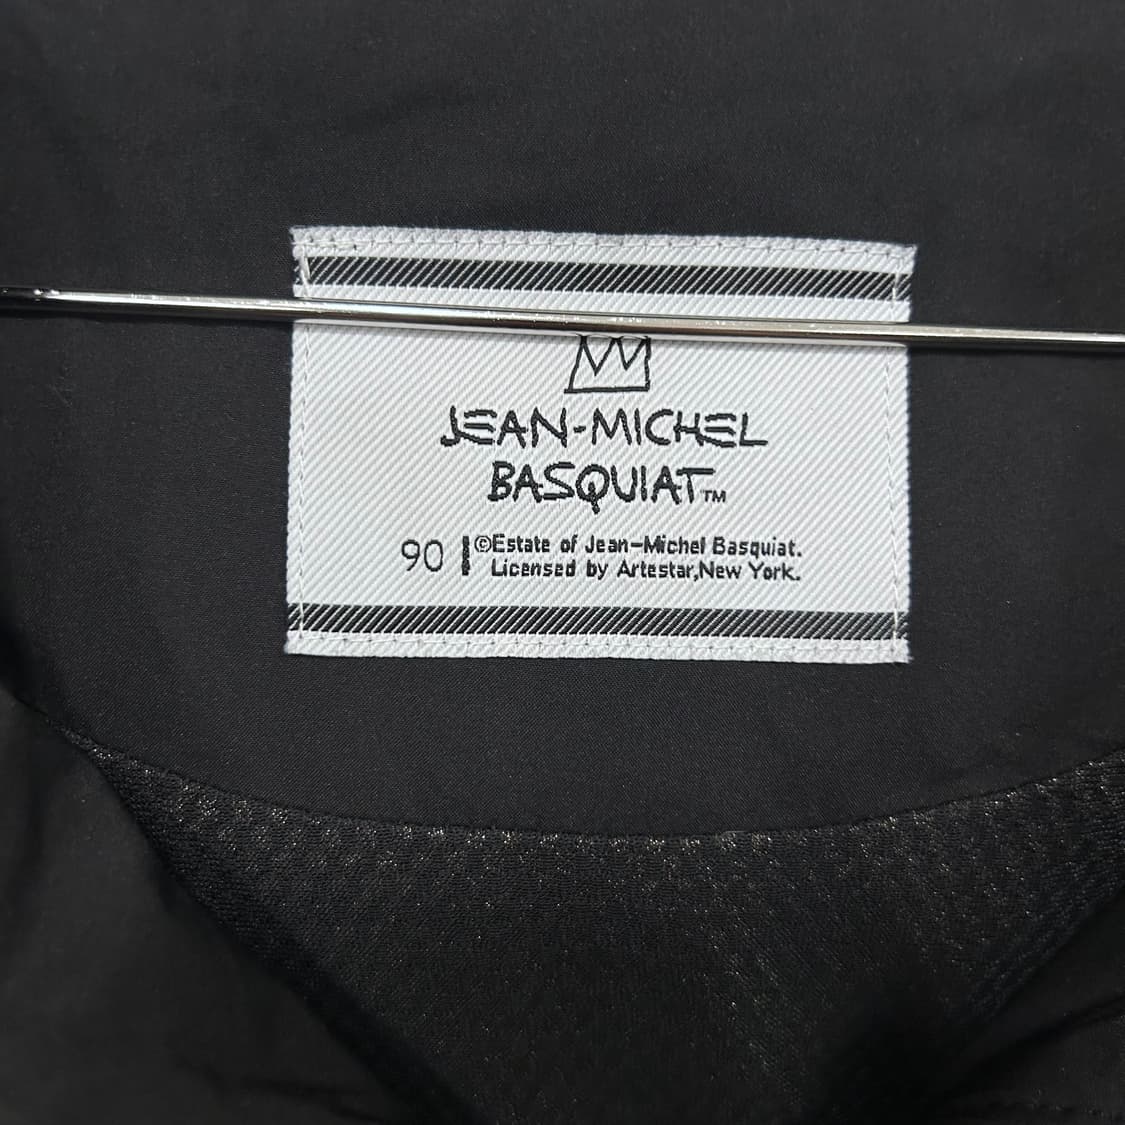 JEAN-MICHEL
BASQUIAT™
90 ©Estate of Jean-Michel Basquiat.
Licensed by Artestar,New York.